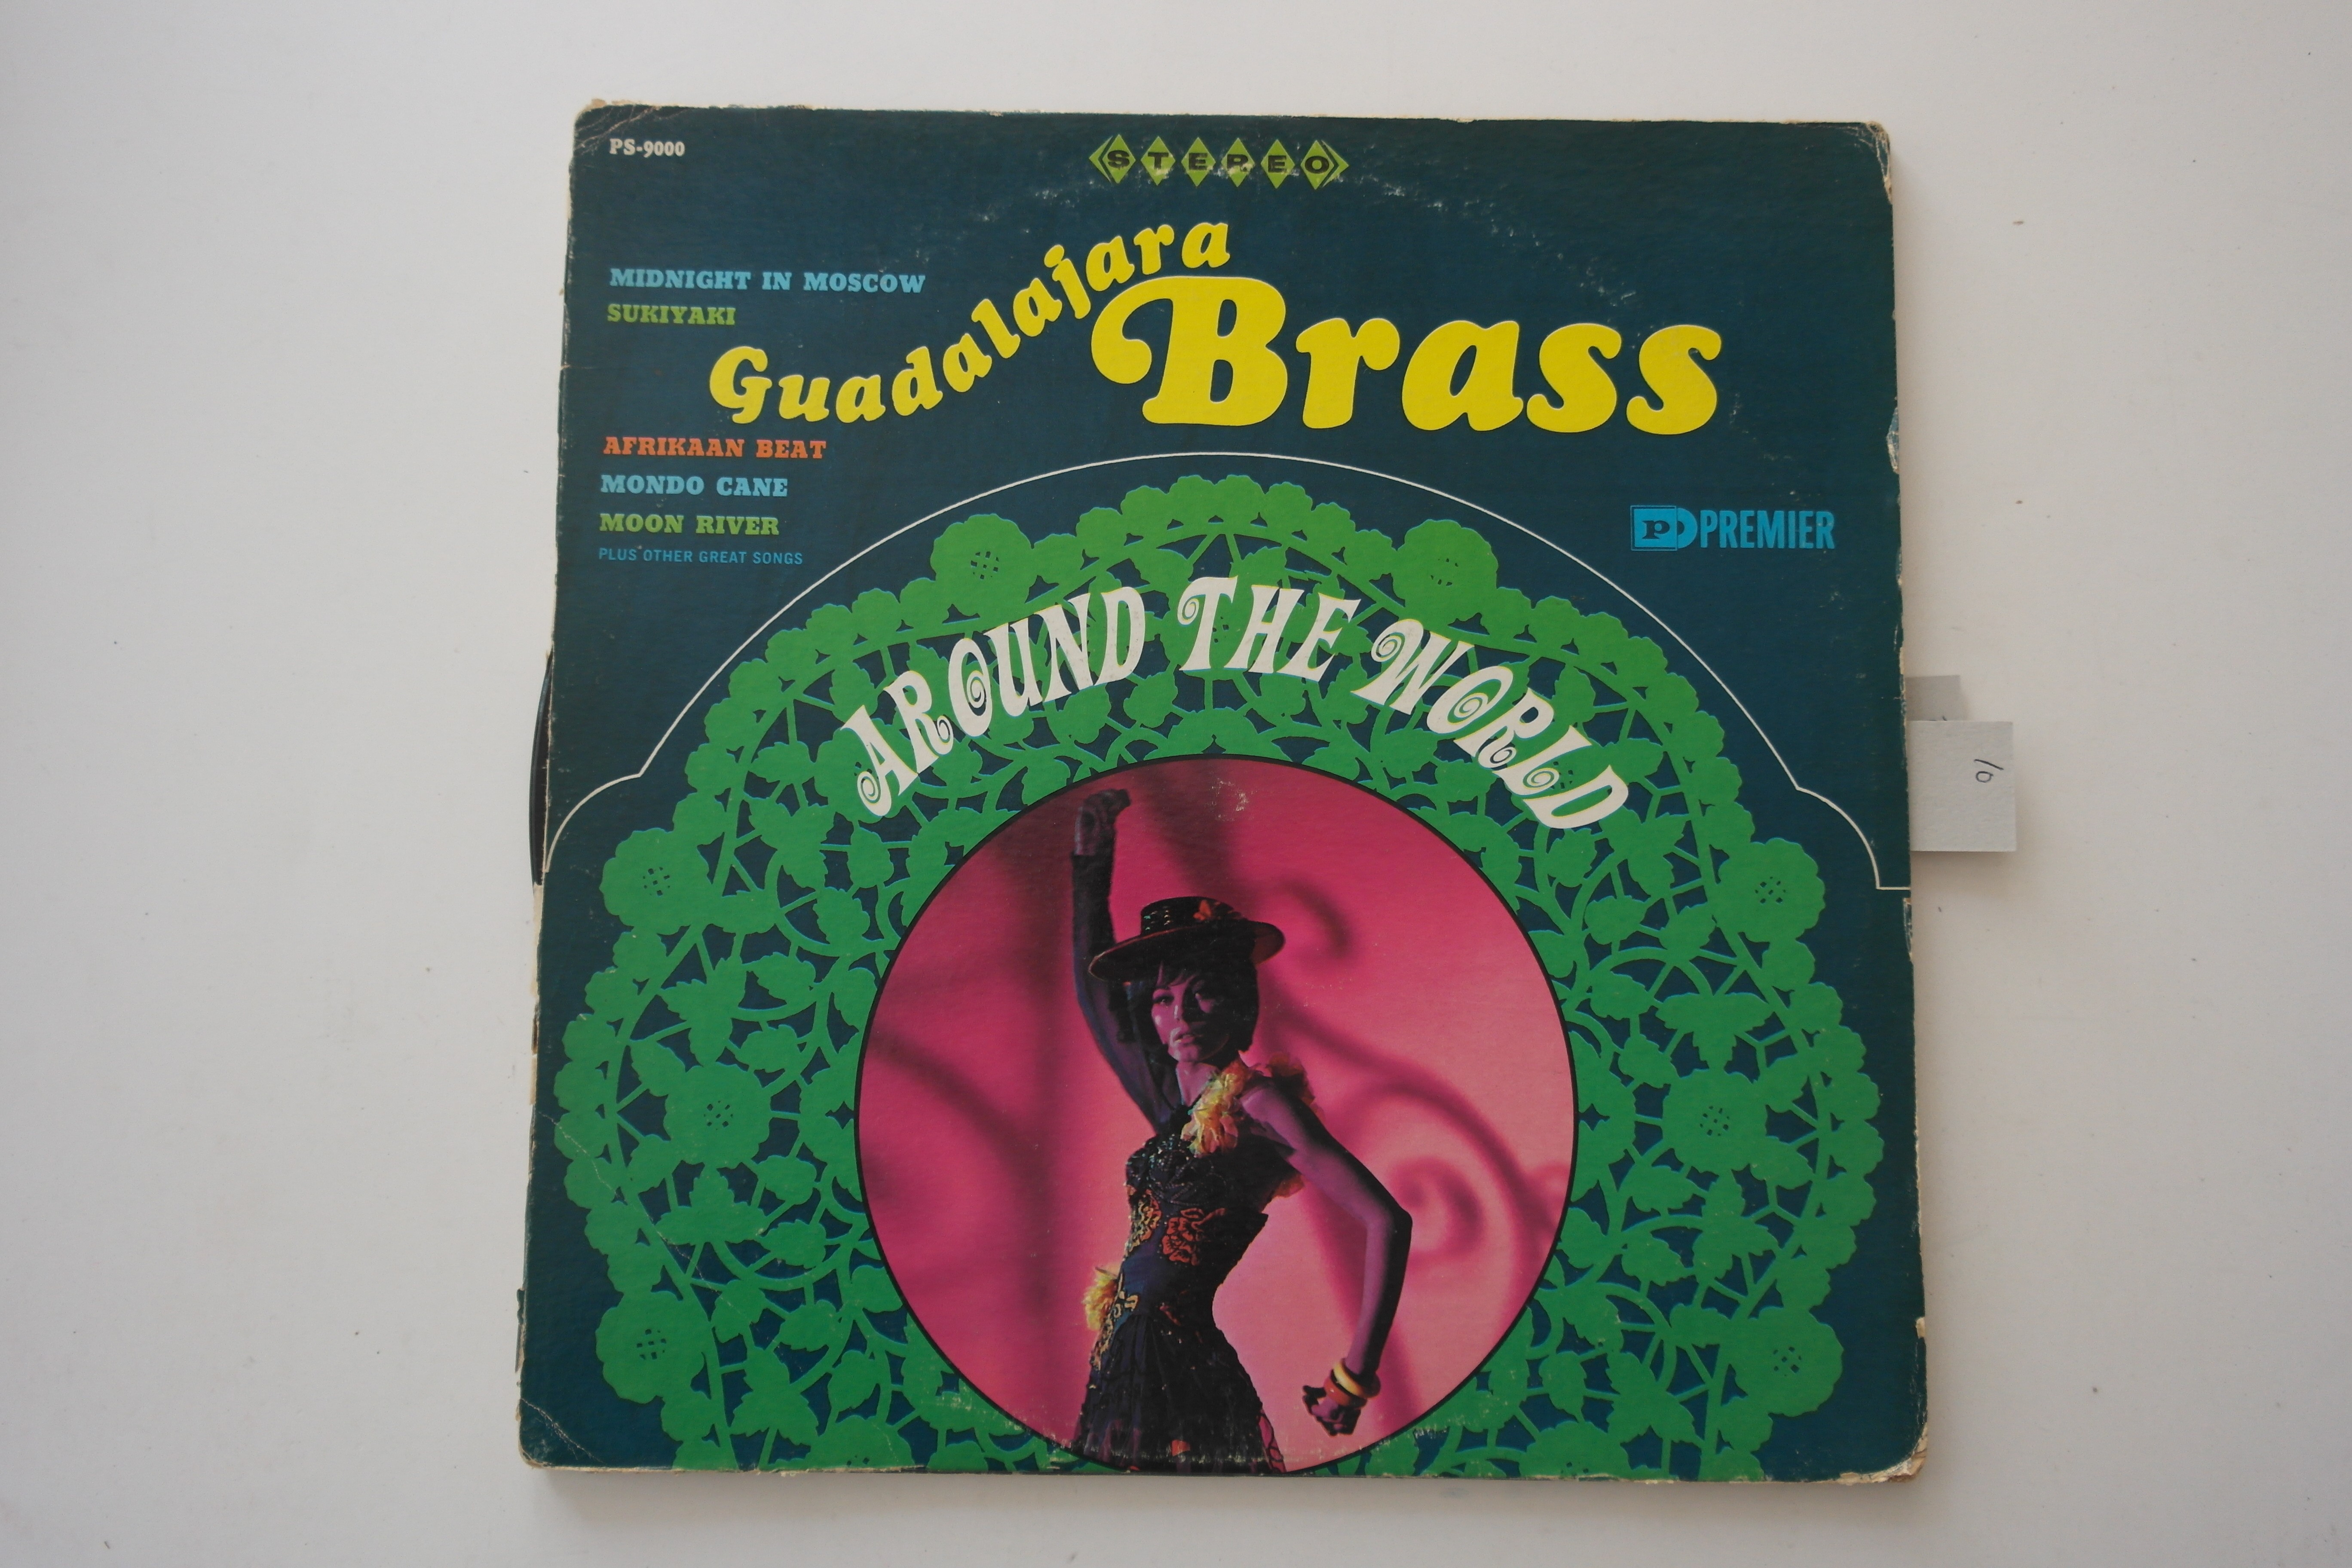 PS-9000
STEREO
MIDNIGHT IN MOSCOW
SUKIYAKI
Guadalajara
Brass
AFRIKAAN BEAT
MONDO CANE
MOON RIVER
PLUS OTHER GREAT SONGS
PD PREMIER
AROUND THE WORLD
10